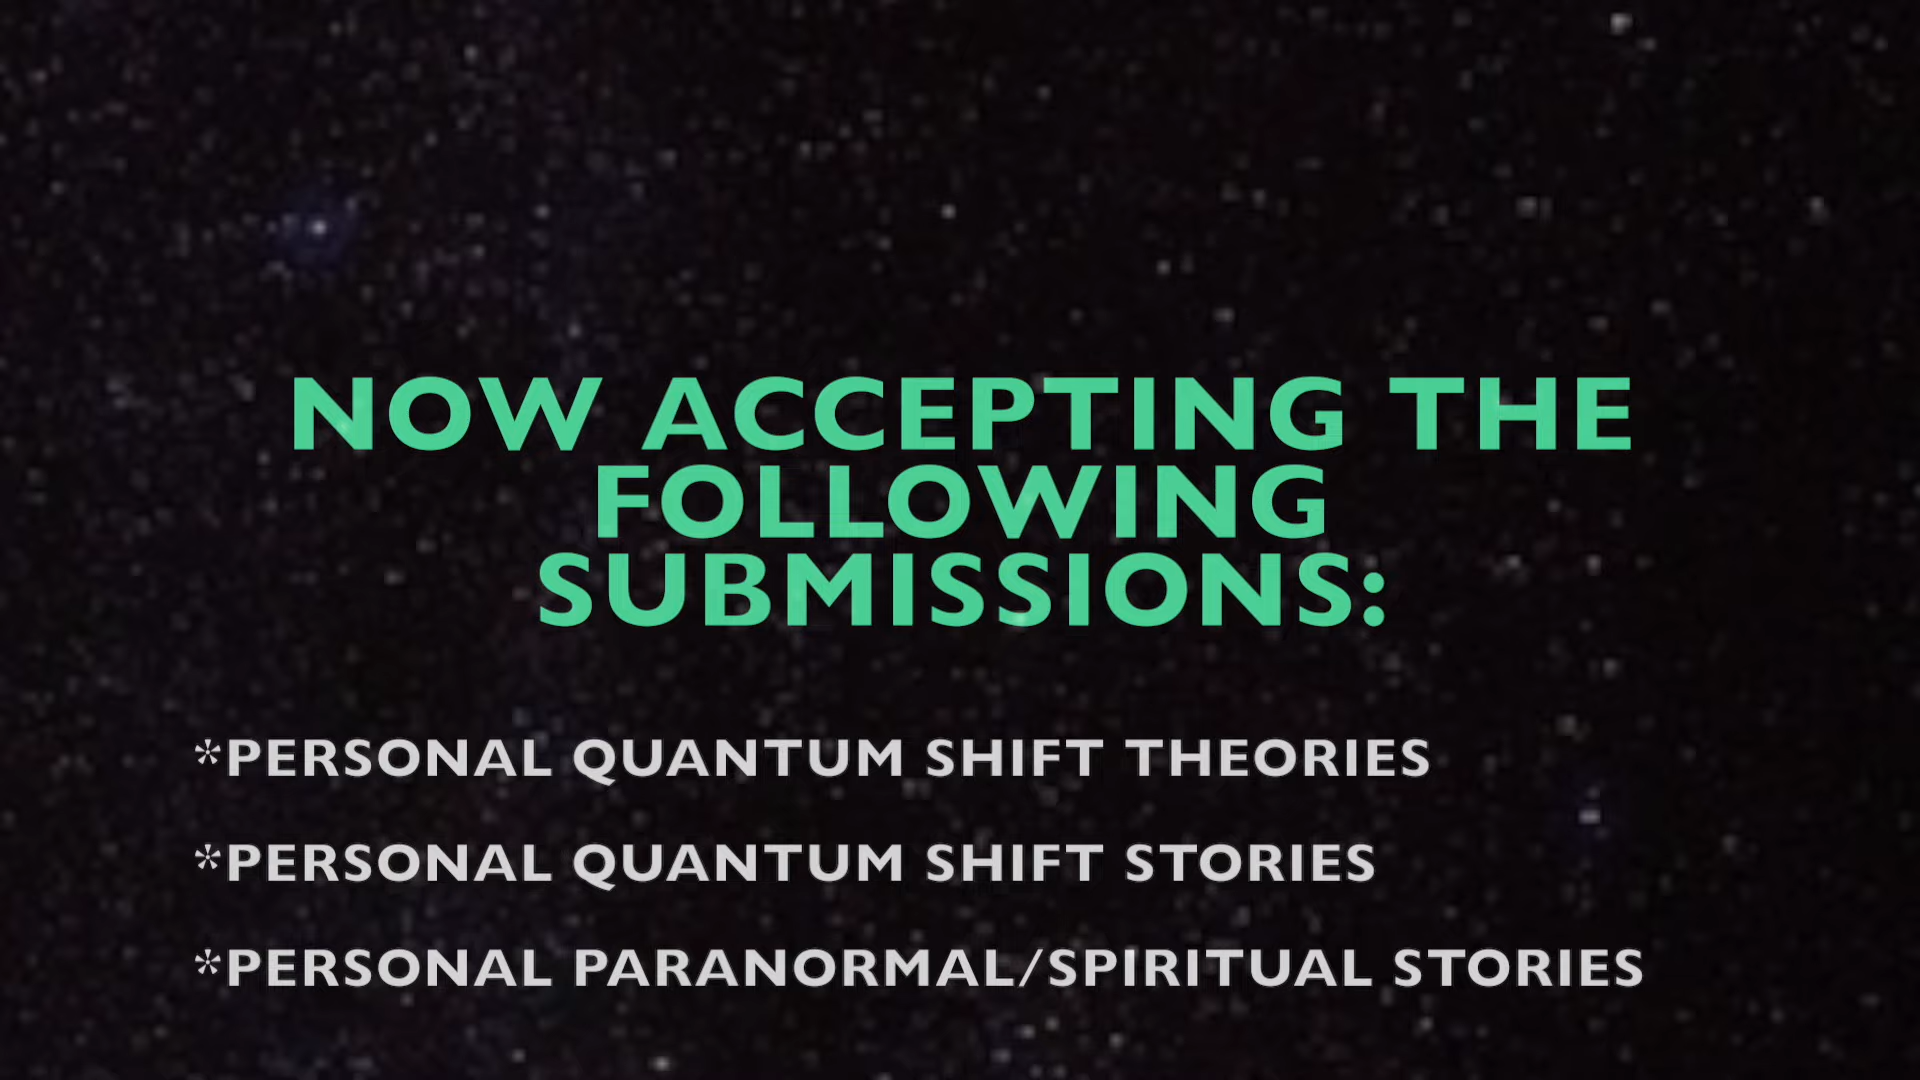 NOW ACCEPTING THE
FOLLOWING
SUBMISSIONS:
*PERSONAL QUANTUM SHIFT THEORIES
*PERSONAL QUANTUM SHIFT STORIES
*PERSONAL PARANORMAL/SPIRITUAL STORIES